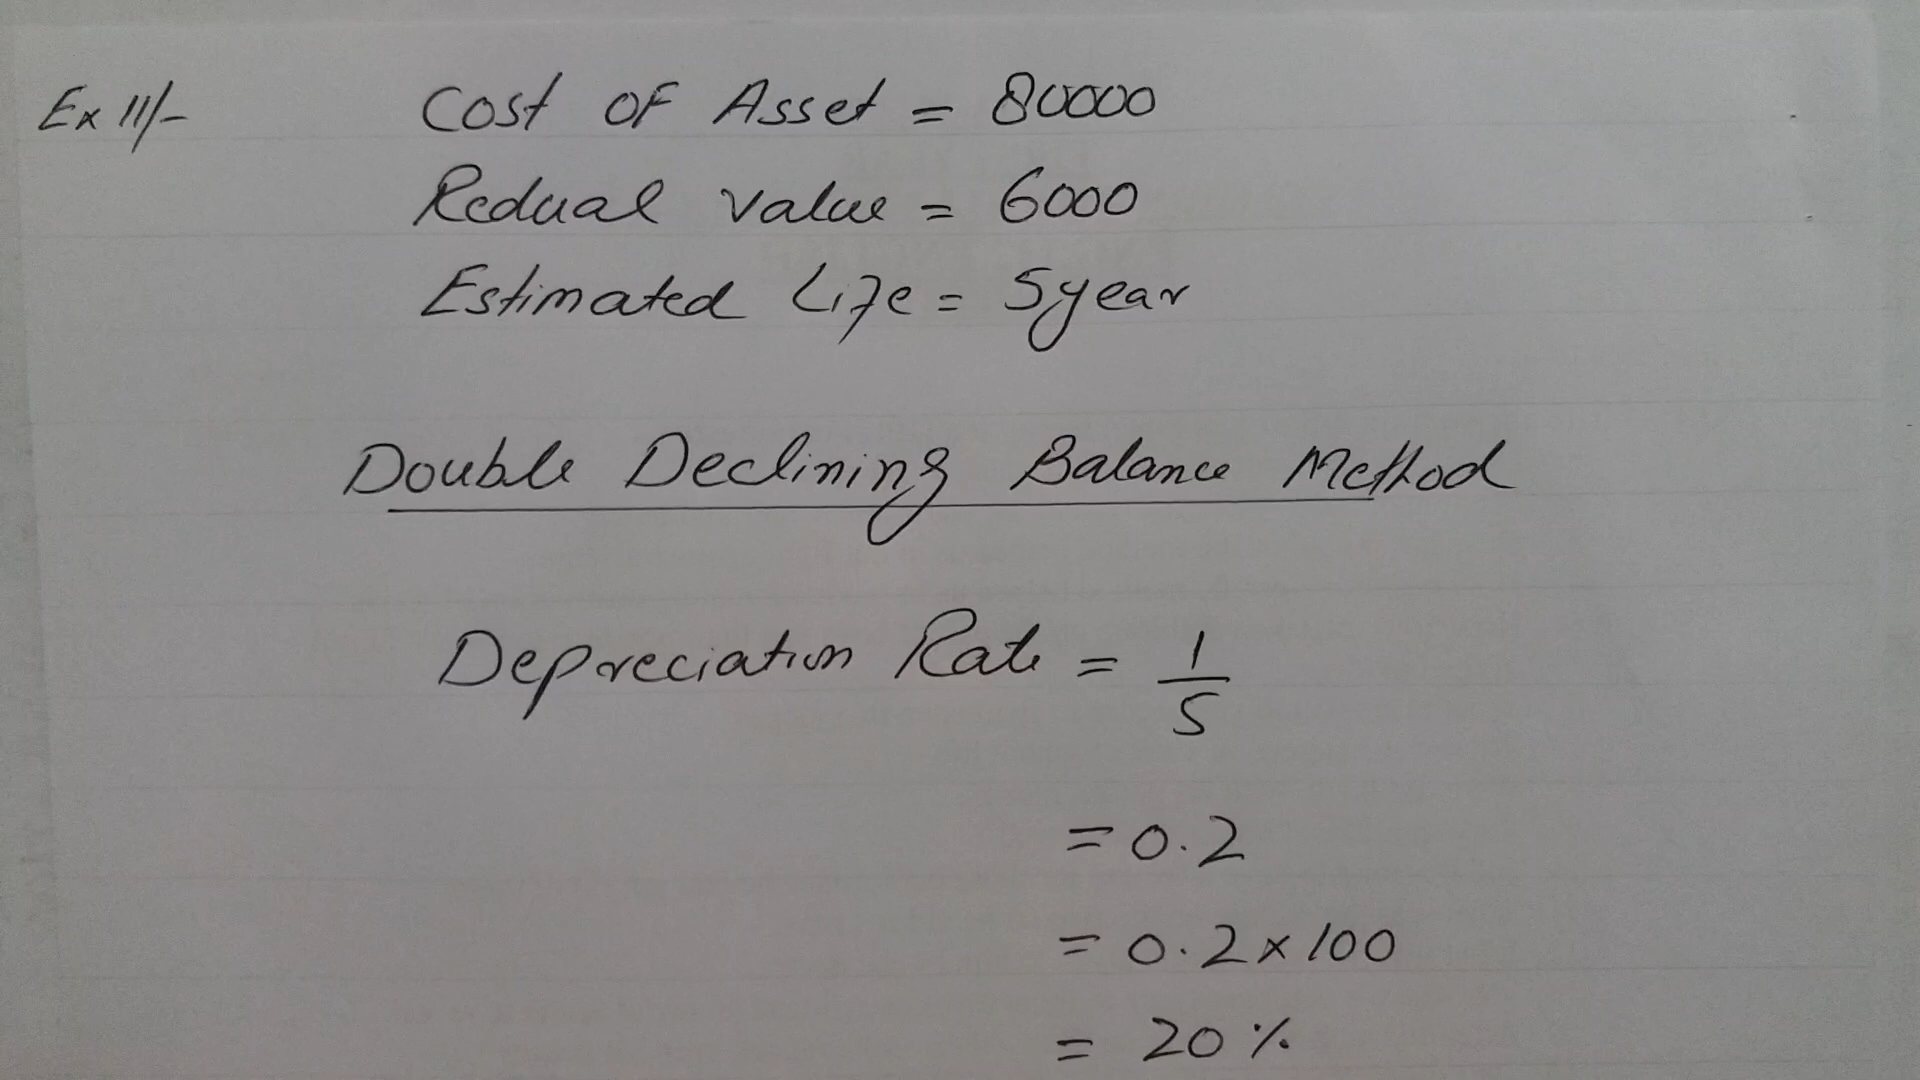 Ex 11/- Cost OF Asset = 80000
Redual value = 6000
Estimated Life = 5year
Double Declining Balance Method
Depreciation Rate = 1/5
= 0.2
= 0.2 x 100
= 20 %